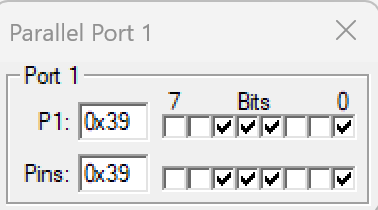 Parallel Port 1
Port 1
7 Bits 0
P1: 0x39
Pins: 0x39